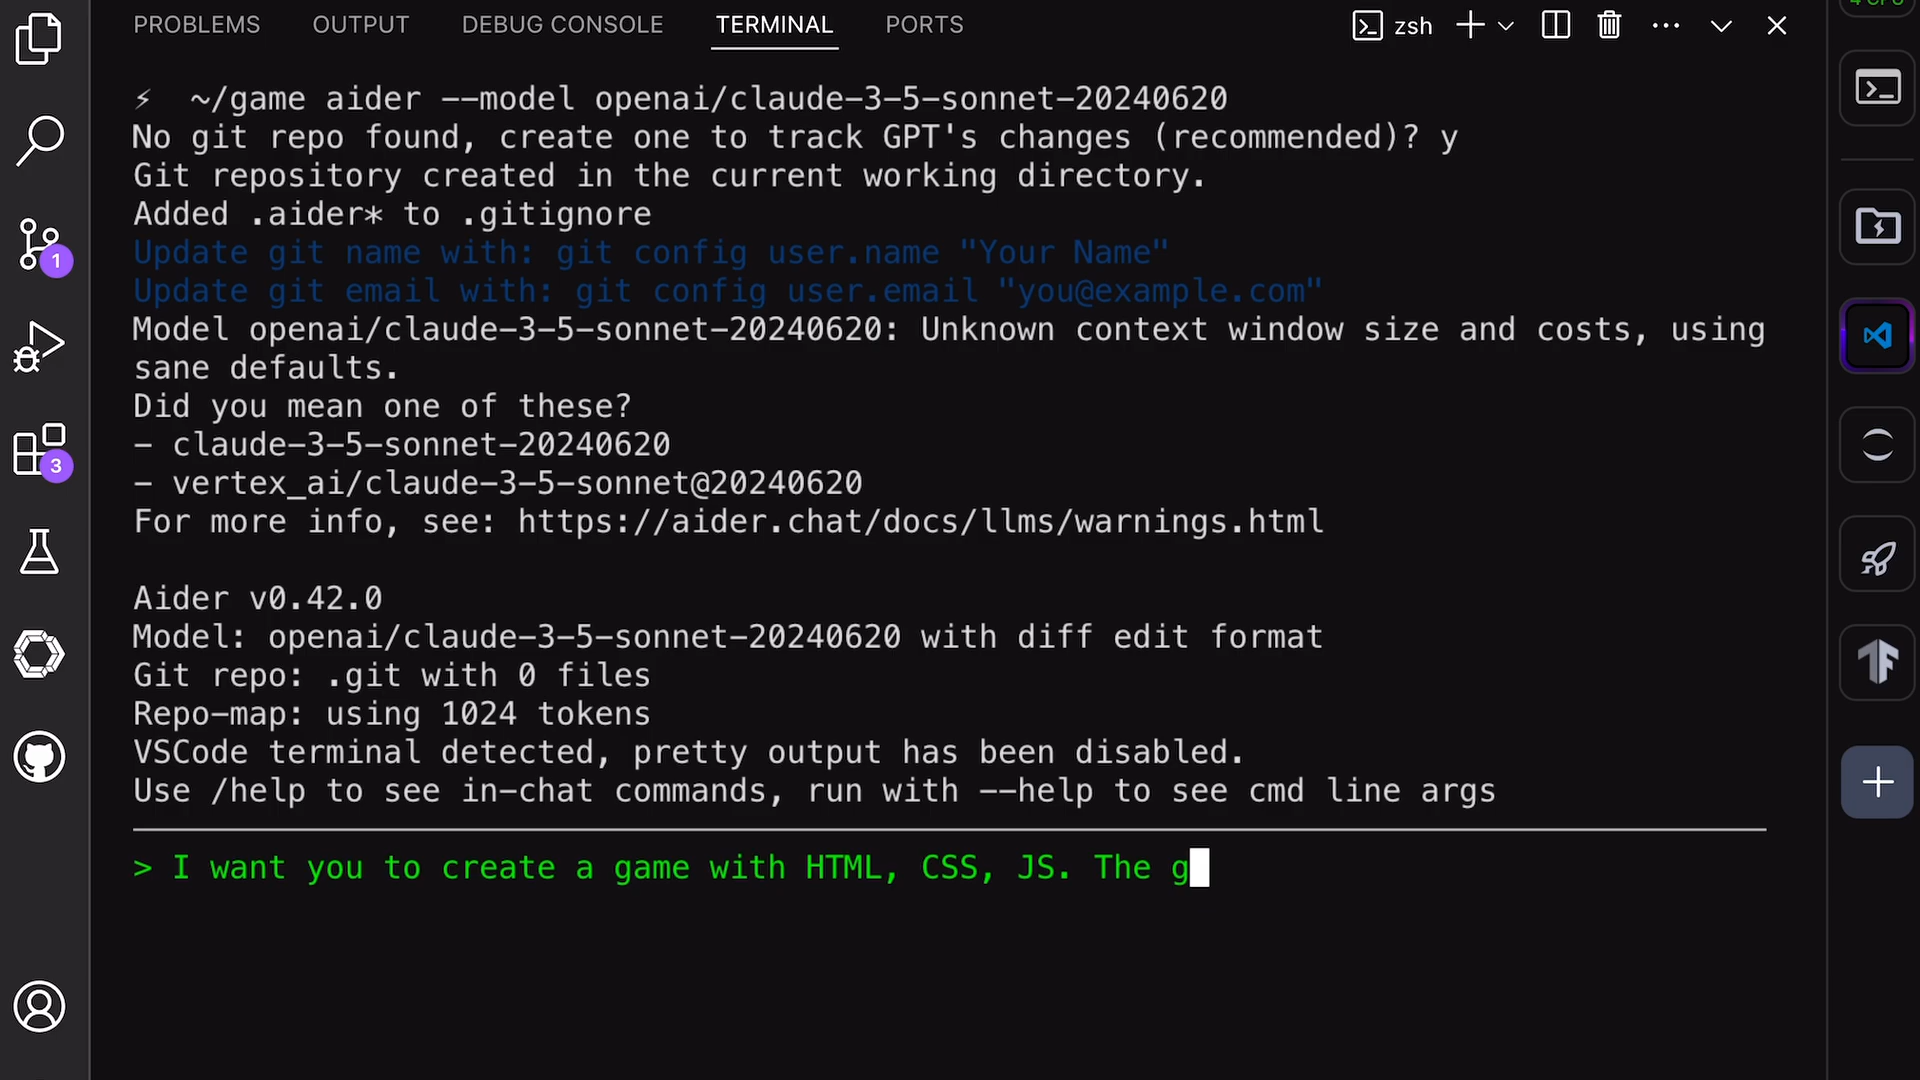 PROBLEMS OUTPUT DEBUG CONSOLE TERMINAL PORTS zsh
⚡ ~/game aider --model openai/claude-3-5-sonnet-20240620
No git repo found, create one to track GPT's changes (recommended)? y
Git repository created in the current working directory.
Added .aider* to .gitignore
Update git name with: git config user.name "Your Name"
Update git email with: git config user.email "you@example.com"
Model openai/claude-3-5-sonnet-20240620: Unknown context window size and costs, using
sane defaults.
Did you mean one of these?
- claude-3-5-sonnet-20240620
- vertex_ai/claude-3-5-sonnet@20240620
For more info, see: https://aider.chat/docs/llms/warnings.html
Aider v0.42.0
Model: openai/claude-3-5-sonnet-20240620 with diff edit format
Git repo: .git with 0 files
Repo-map: using 1024 tokens
VSCode terminal detected, pretty output has been disabled.
Use /help to see in-chat commands, run with --help to see cmd line args
> I want you to create a game with HTML, CSS, JS. The g
1
3